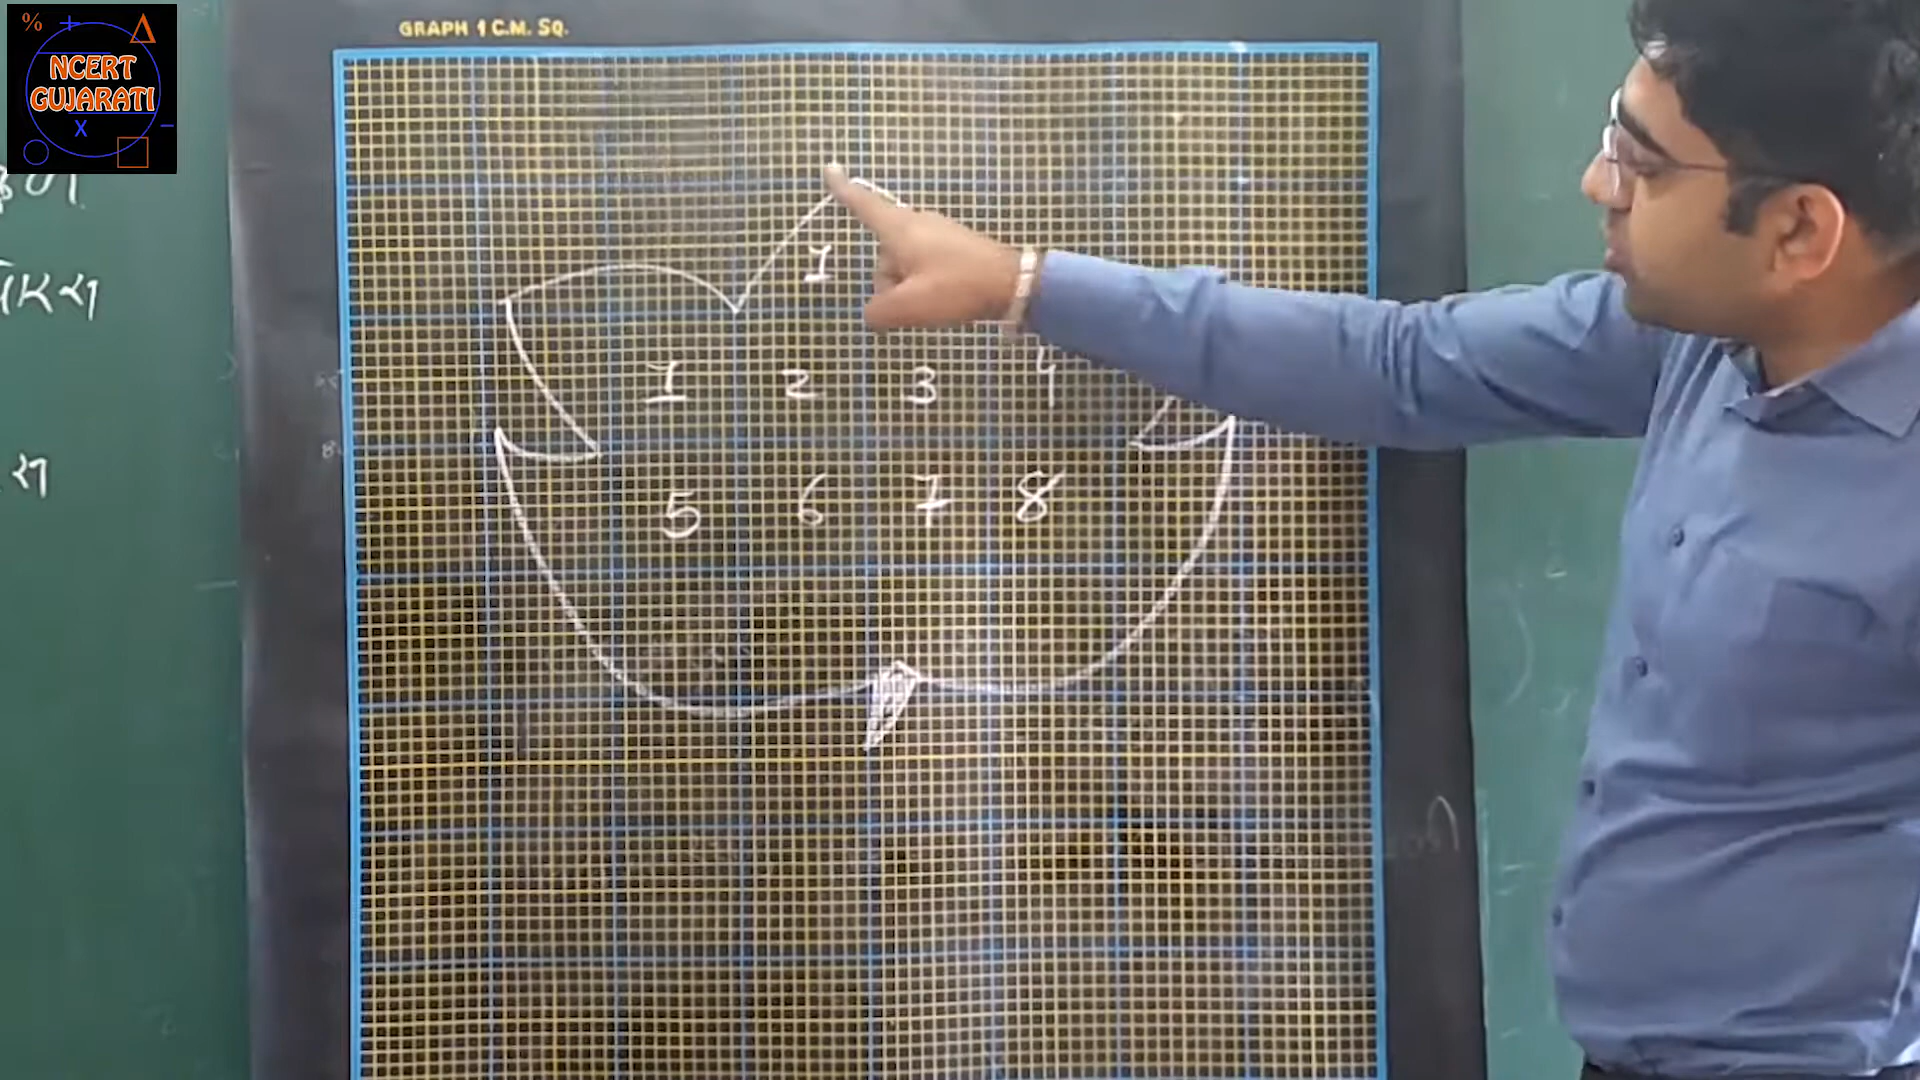 GRAPH 1 C.M. SQ.
NCERT
GUJARATI
1
1 2 3 4
5 6 7 8